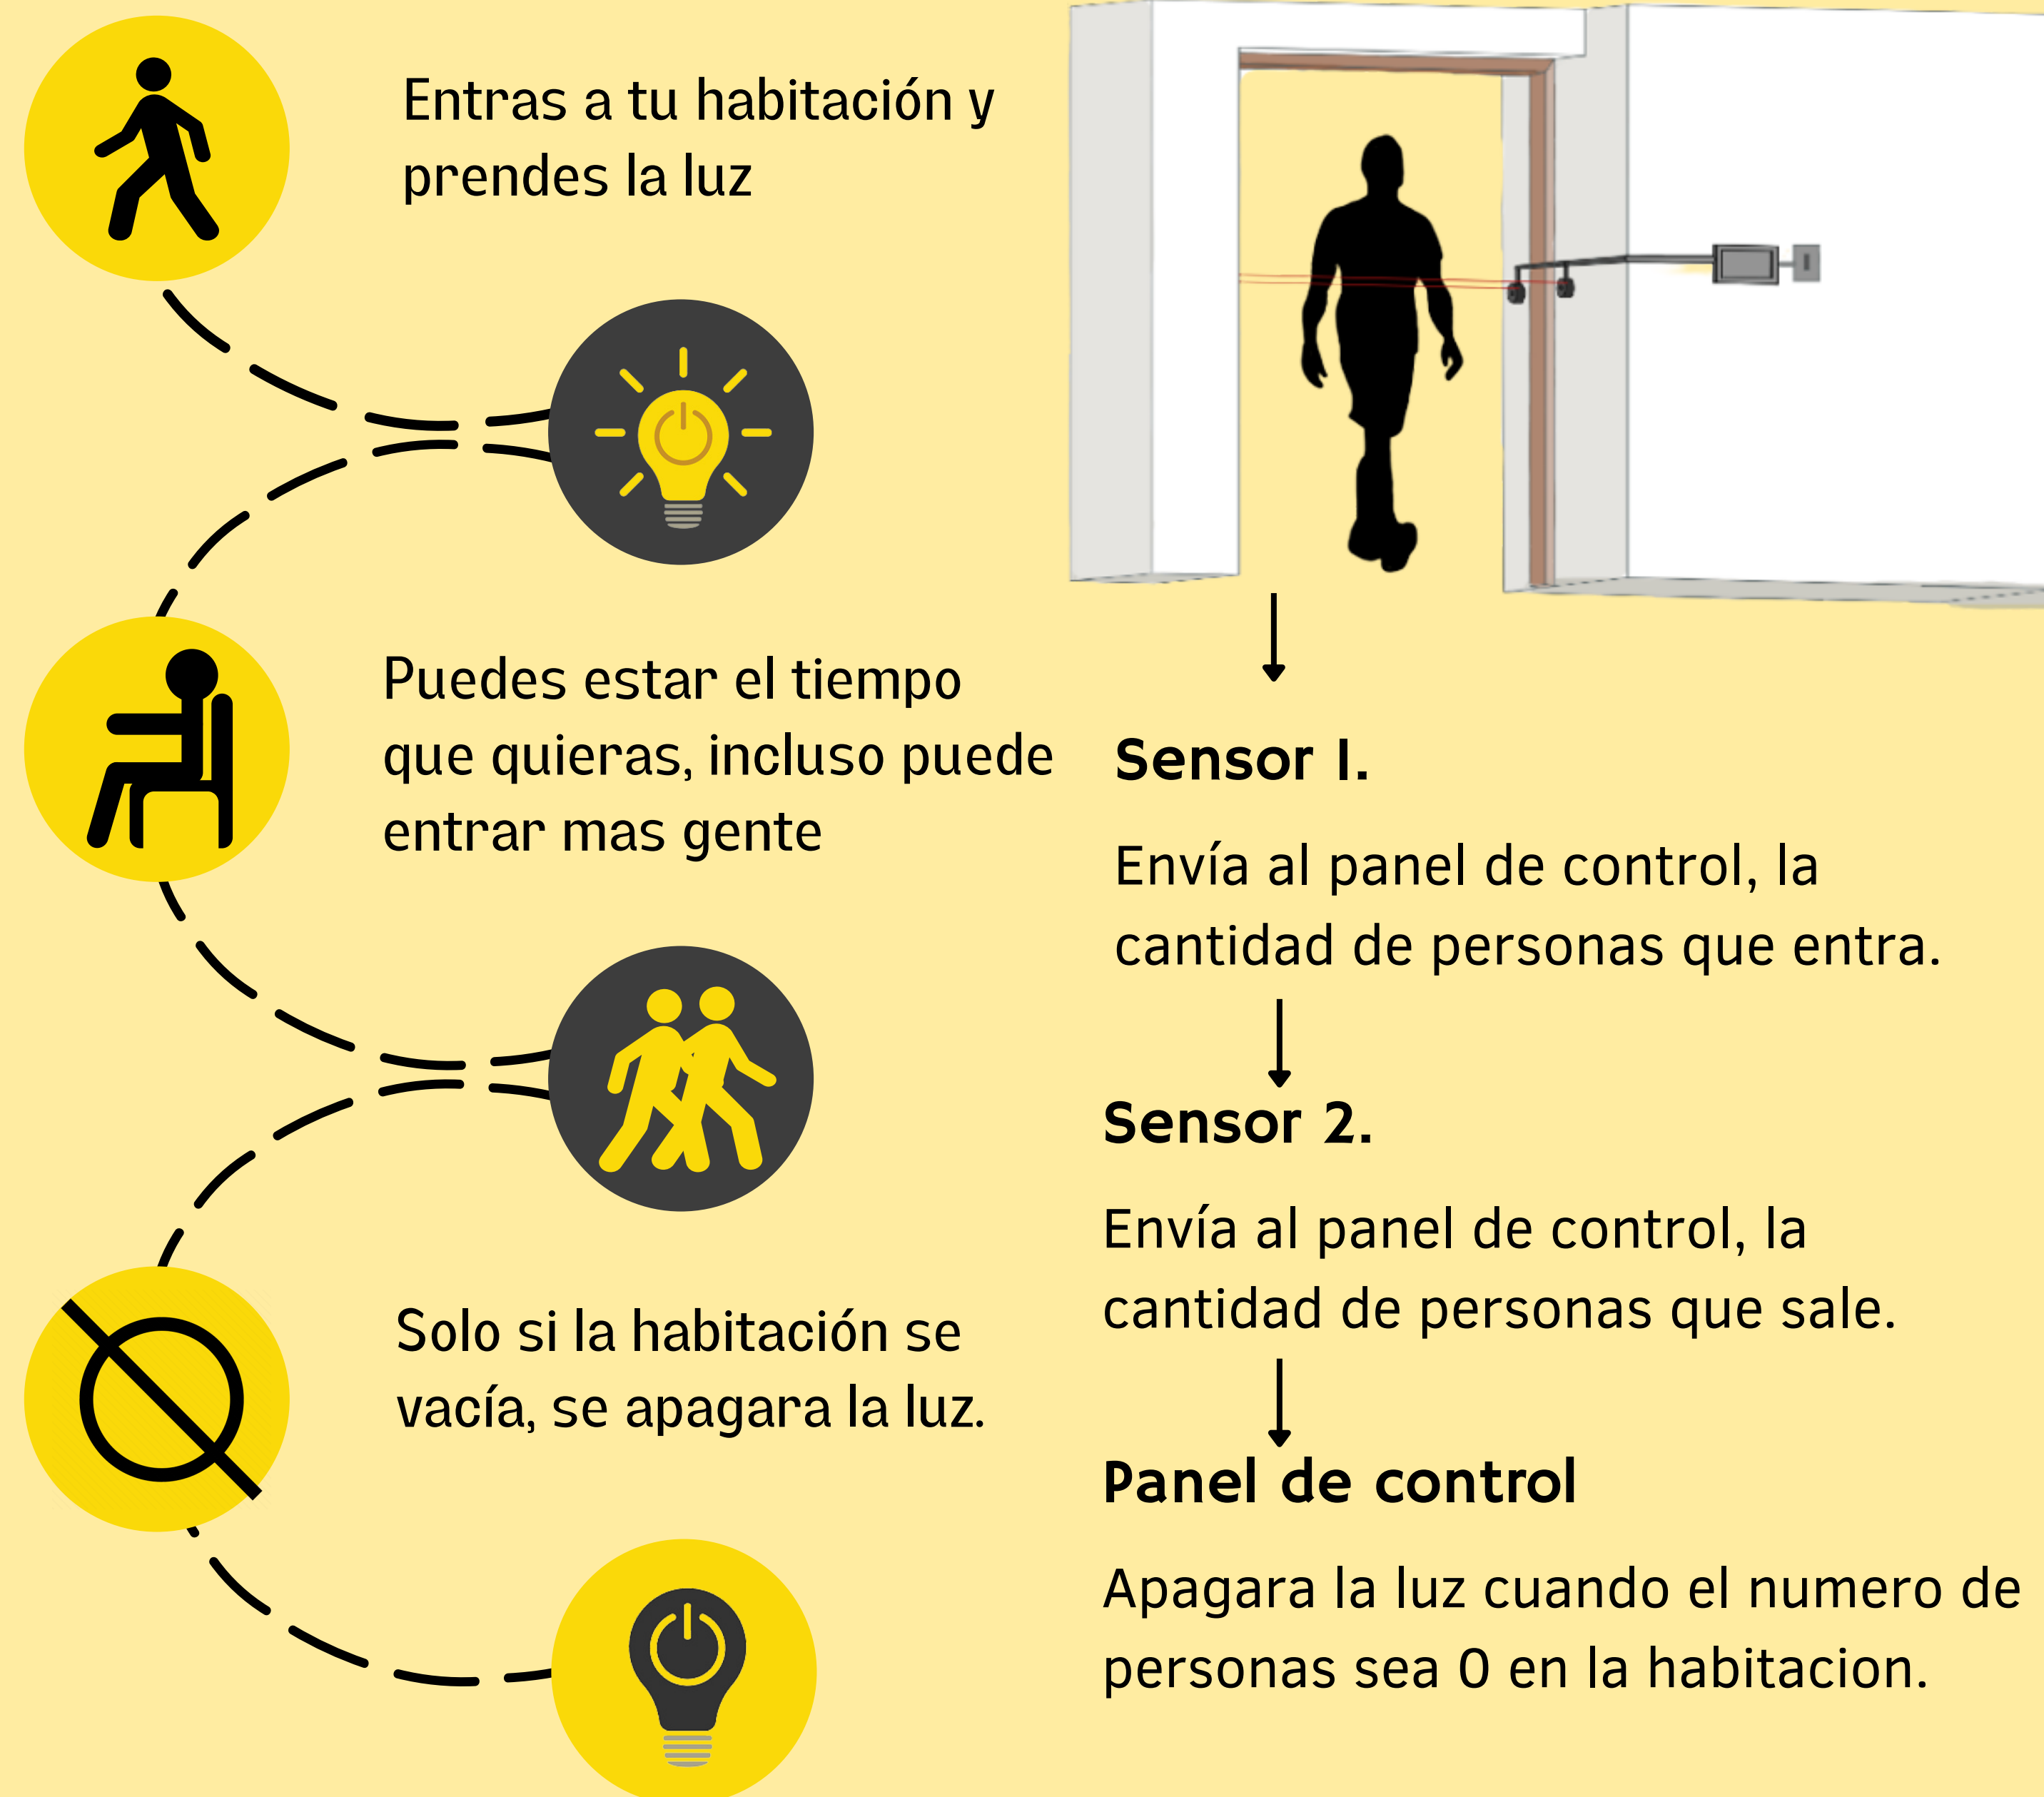 Entras a tu habitación y
prendes la luz
Puedes estar el tiempo
que quieras, incluso puede
entrar mas gente
Solo si la habitación se
vacía, se apagara la luz.
Sensor 1.
Envía al panel de control, la
cantidad de personas que entra.
Sensor 2.
Envía al panel de control, la
cantidad de personas que sale.
Panel de control
Apagara la luz cuando el numero de
personas sea 0 en la habitacion.